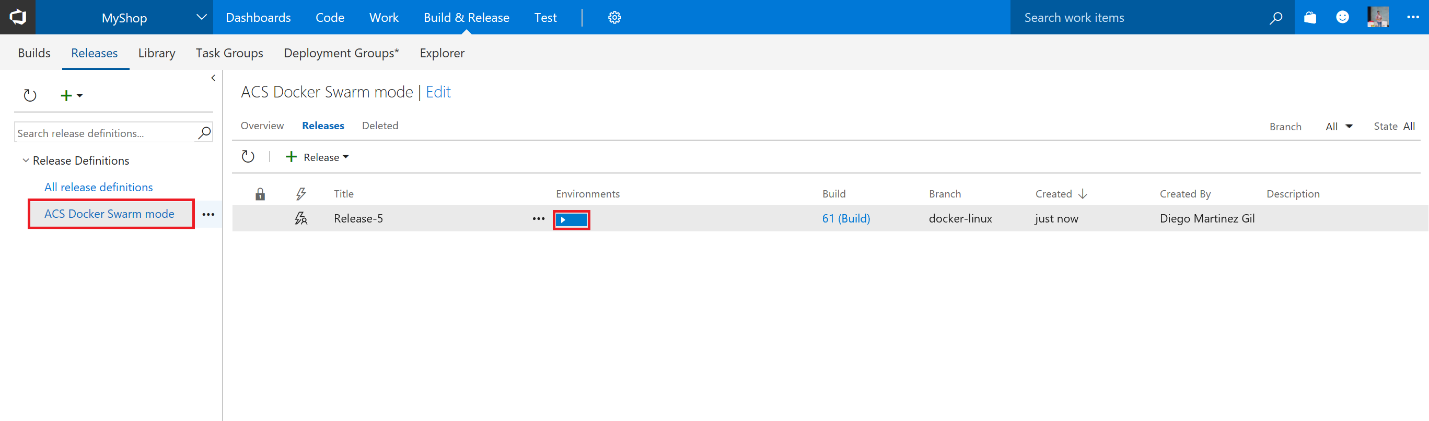 MyShop Dashboards Code Work Build & Release Test Search work items
Builds Releases Library Task Groups Deployment Groups* Explorer
ACS Docker Swarm mode | Edit
Overview Releases Deleted Branch All State All
Search release definitions...
Release
Release Definitions
All release definitions
ACS Docker Swarm mode
Title Environments Build Branch Created Created By Description
Release-5 61 (Build) docker-linux just now Diego Martinez Gil